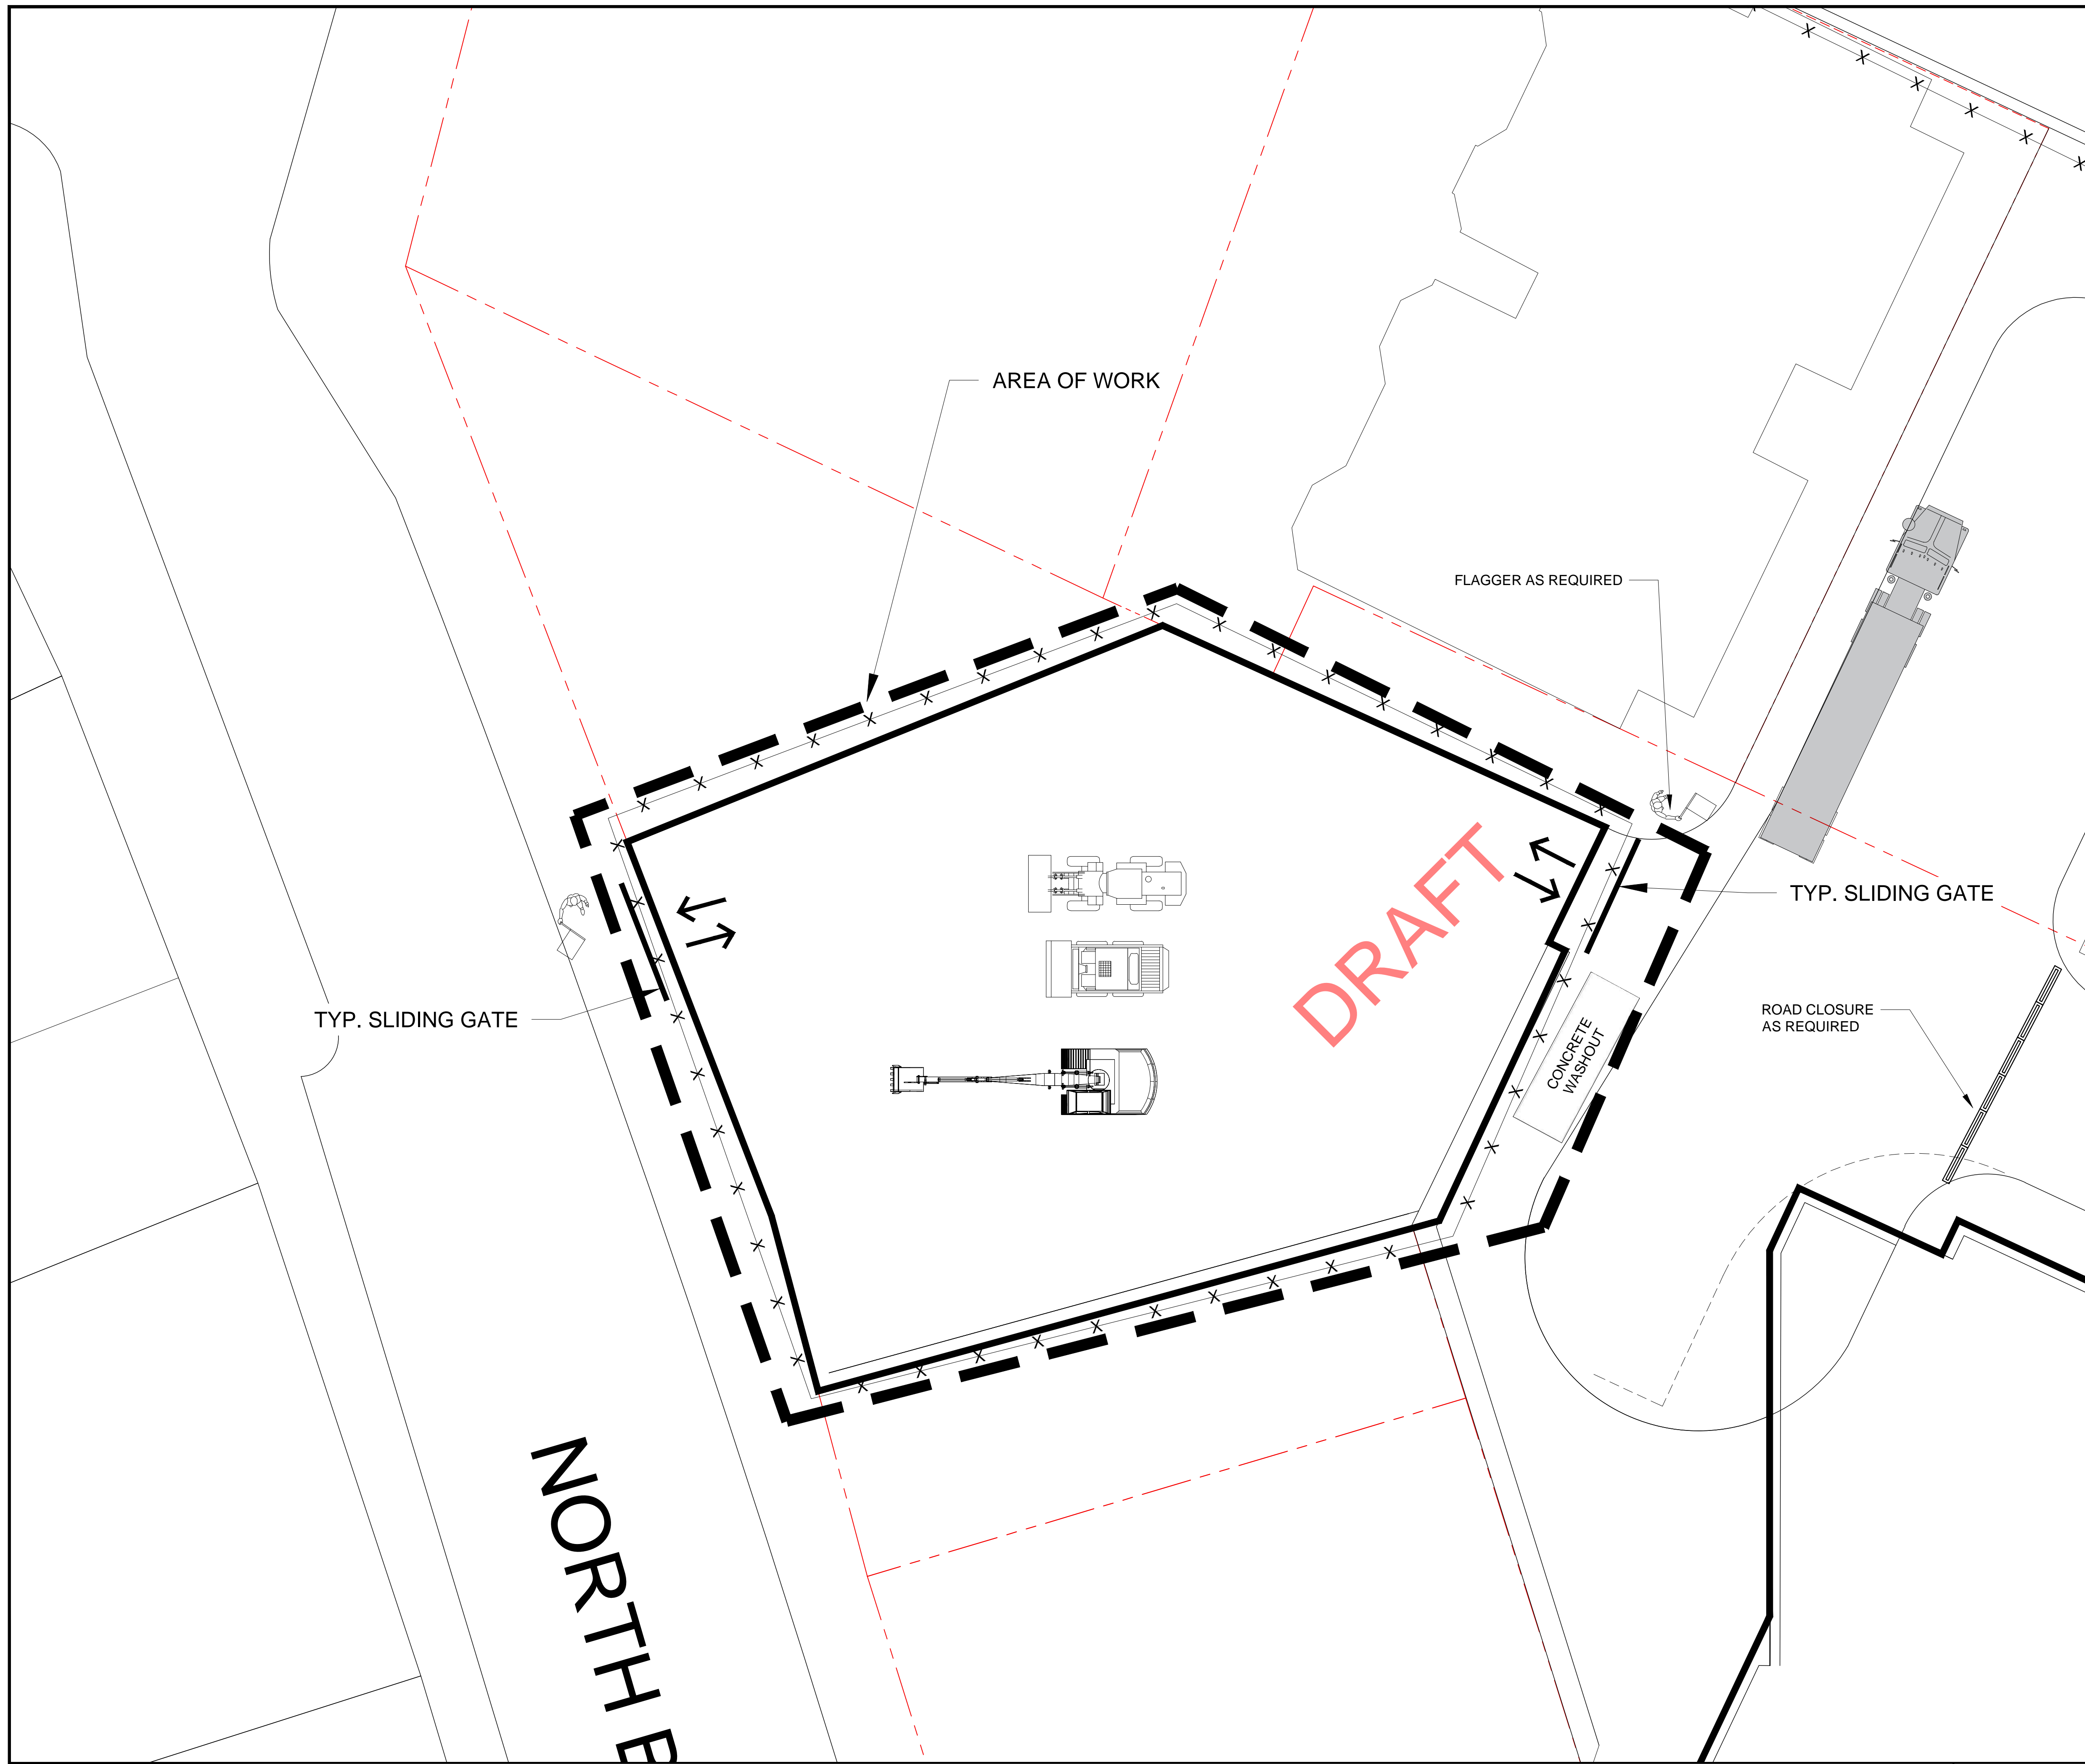 AREA OF WORK
FLAGGER AS REQUIRED
DRAFT
TYP. SLIDING GATE
ROAD CLOSURE
AS REQUIRED
TYP. SLIDING GATE
CONCRETE
WASHOUT
NORTH